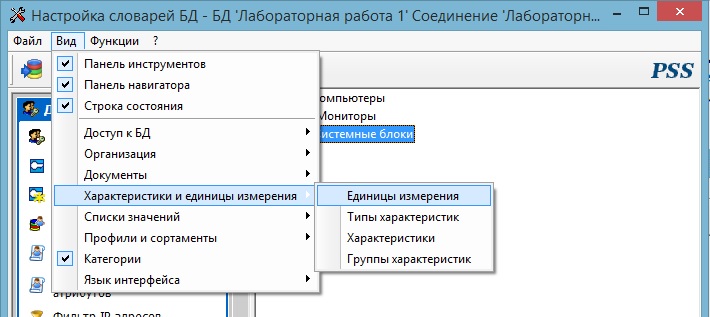 Настройка словарей БД - БД 'Лабораторная работа 1' Соединение 'Лабораторн...
Файл Вид Функции ?
PSS
Панель инструментов
Панель навигатора
Строка состояния
Доступ к БД
Организация
Документы
Характеристики и единицы измерения
Списки значений
Профили и сортаменты
Категории
Язык интерфейса
Единицы измерения
Типы характеристик
Характеристики
Группы характеристик
омпьютеры
Мониторы
истемные блоки
атрибутов
Фильтр IP-адресов